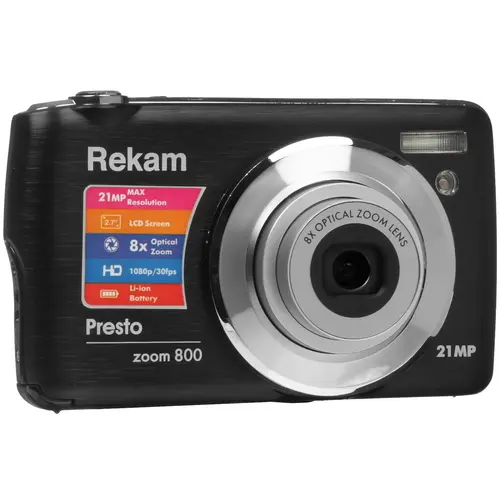 Rekam
21MP MAX Resolution
2.7" LCD Screen
8x Optical Zoom
HD 1080p/30fps
Li-ion Battery
Presto
zoom 800
8X OPTICAL ZOOM LENS
21MP